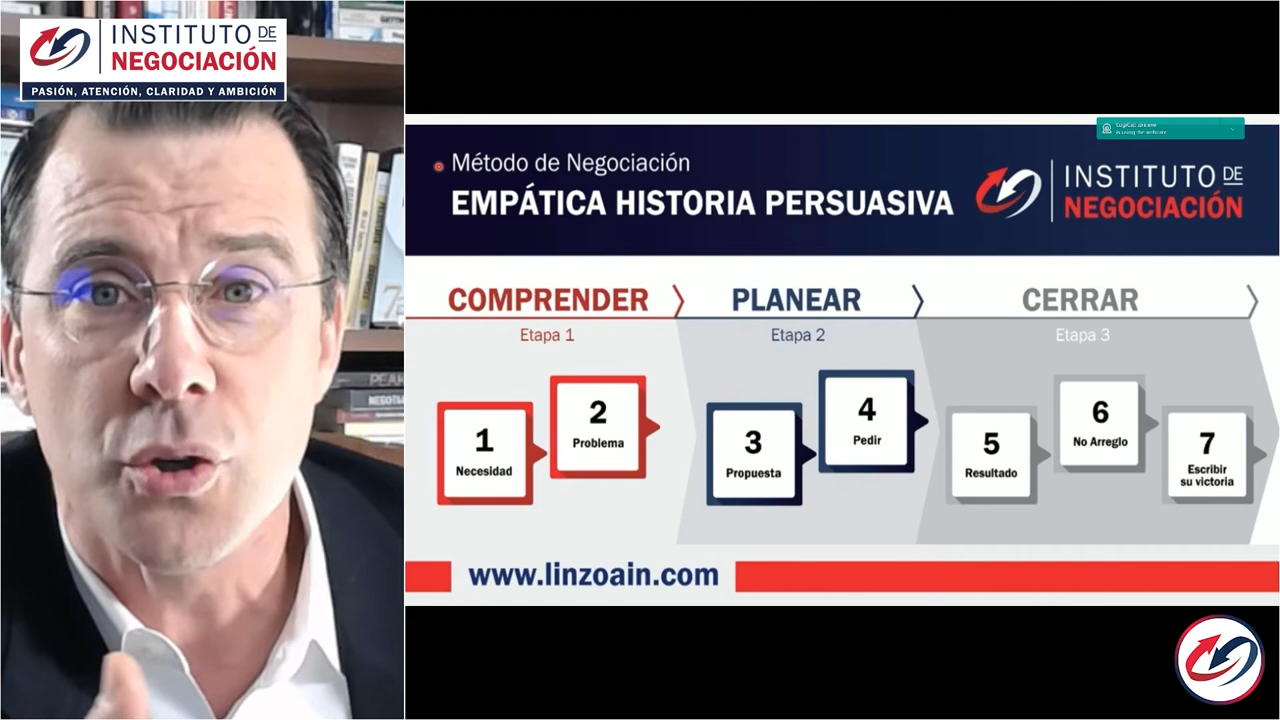 INSTITUTO DE
NEGOCIACIÓN
PASIÓN, ATENCIÓN, CLARIDAD Y AMBICIÓN
Método de Negociación
EMPÁTICA HISTORIA PERSUASIVA
INSTITUTO DE
NEGOCIACIÓN
COMPRENDER
PLANEAR
CERRAR
Etapa 1
Etapa 2
Etapa 3
1
Necesidad
2
Problema
3
Propuesta
4
Pedir
5
Resultado
6
No Arreglo
7
Escribir
su victoria
www.linzoain.com